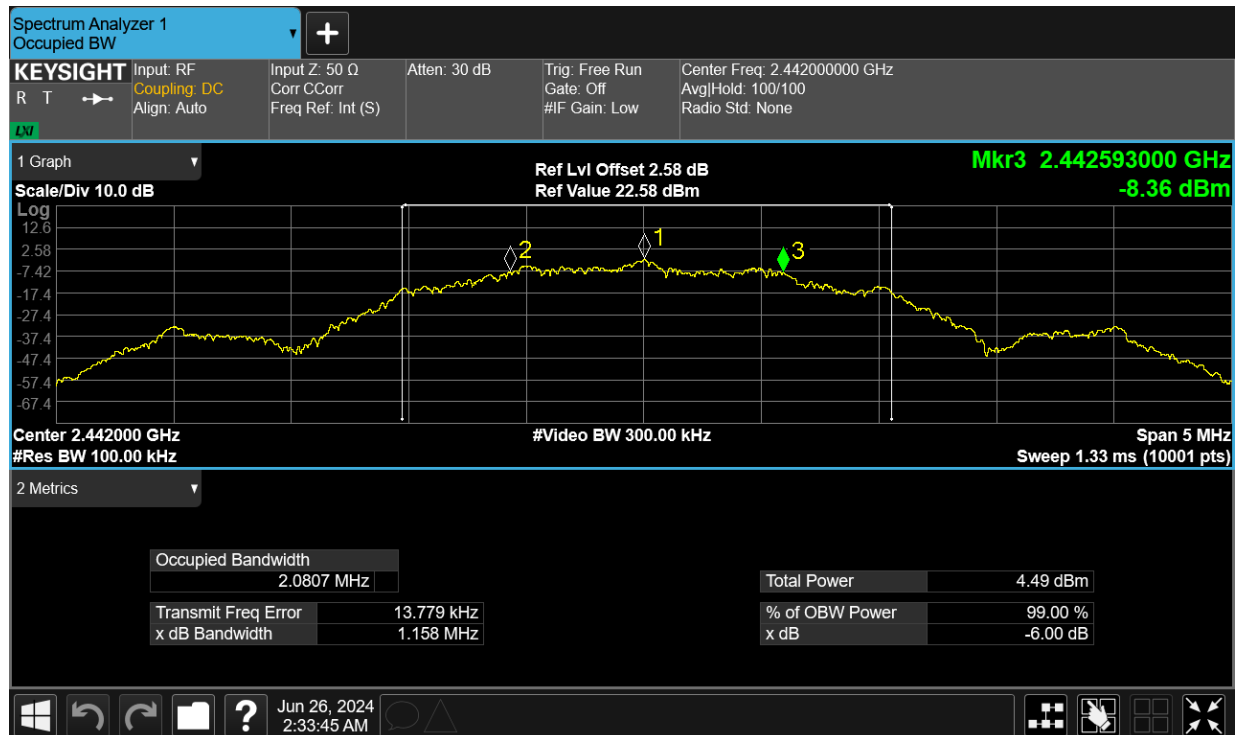 Spectrum Analyzer 1
Occupied BW
+
KEYSIGHT
R T
LXI
Input: RF
Coupling: DC
Align: Auto
Input Z: 50 Ω
Corr CCorr
Freq Ref: Int (S)
Atten: 30 dB
Trig: Free Run
Gate: Off
#IF Gain: Low
Center Freq: 2.442000000 GHz
Avg|Hold: 100/100
Radio Std: None
1 Graph
Scale/Div 10.0 dB
Ref Lvl Offset 2.58 dB
Ref Value 22.58 dBm
Mkr3 2.442593000 GHz
-8.36 dBm
Log
12.6
2.58
-7.42
-17.4
-27.4
-37.4
-47.4
-57.4
-67.4
2
1
3
Center 2.442000 GHz
#Video BW 300.00 kHz
Span 5 MHz
#Res BW 100.00 kHz
Sweep 1.33 ms (10001 pts)
2 Metrics
Occupied Bandwidth
2.0807 MHz
Transmit Freq Error 13.779 kHz
x dB Bandwidth 1.158 MHz
Total Power 4.49 dBm
% of OBW Power 99.00 %
x dB -6.00 dB
?
Jun 26, 2024
2:33:45 AM